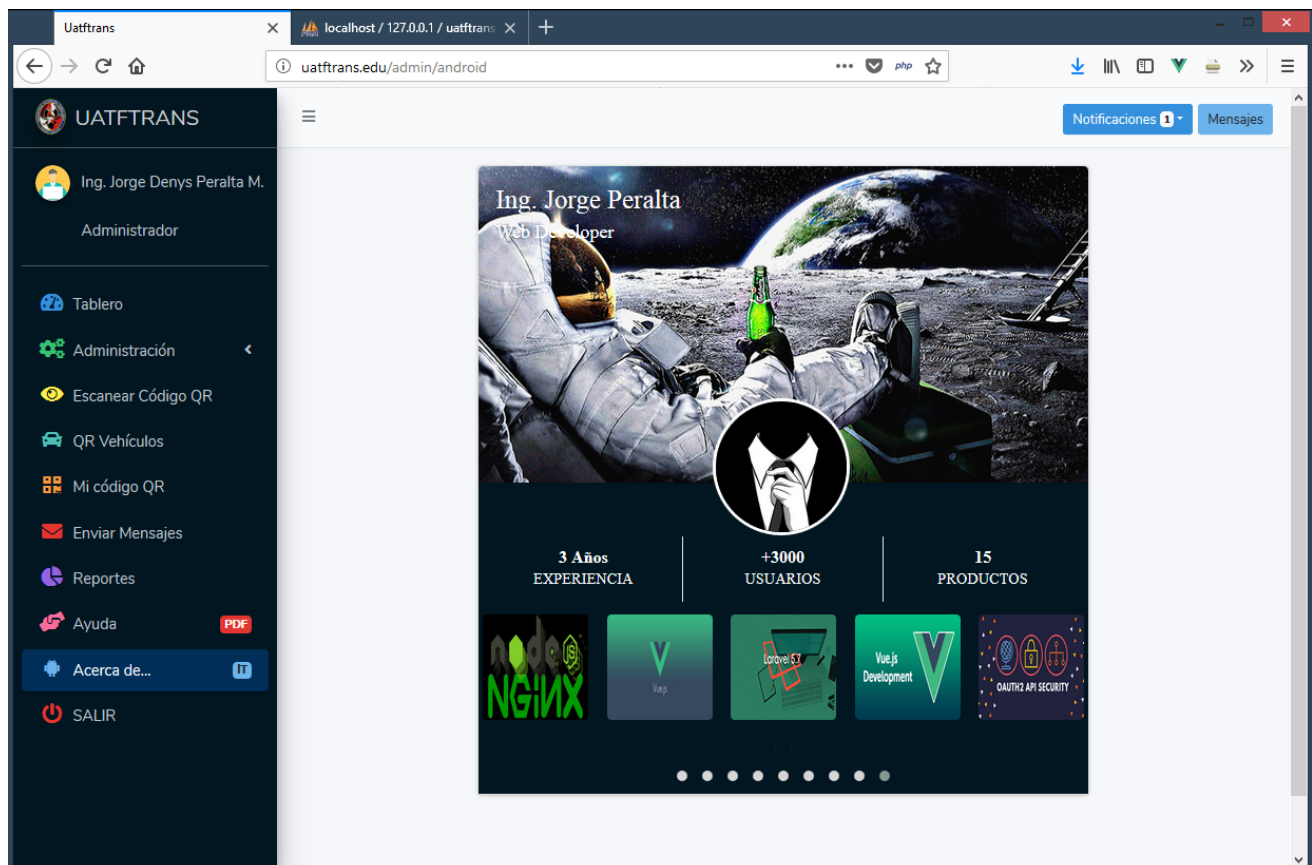 Uatftrans
localhost / 127.0.0.1 / uatftrans
uatftrans.edu/admin/android
php
UATFTRANS
Notificaciones 1
Mensajes
Ing. Jorge Denys Peralta M.
Administrador
Tablero
Administración
Escanear Código QR
QR Vehículos
Mi código QR
Enviar Mensajes
Reportes
Ayuda PDF
Acerca de... IT
SALIR
Ing. Jorge Peralta
Web Developer
3 Años
EXPERIENCIA
+3000
USUARIOS
15
PRODUCTOS
node JS
NGiNX
Vue.js
Laravel 5.7
Vue.js
Development
OAUTH2 API SECURITY